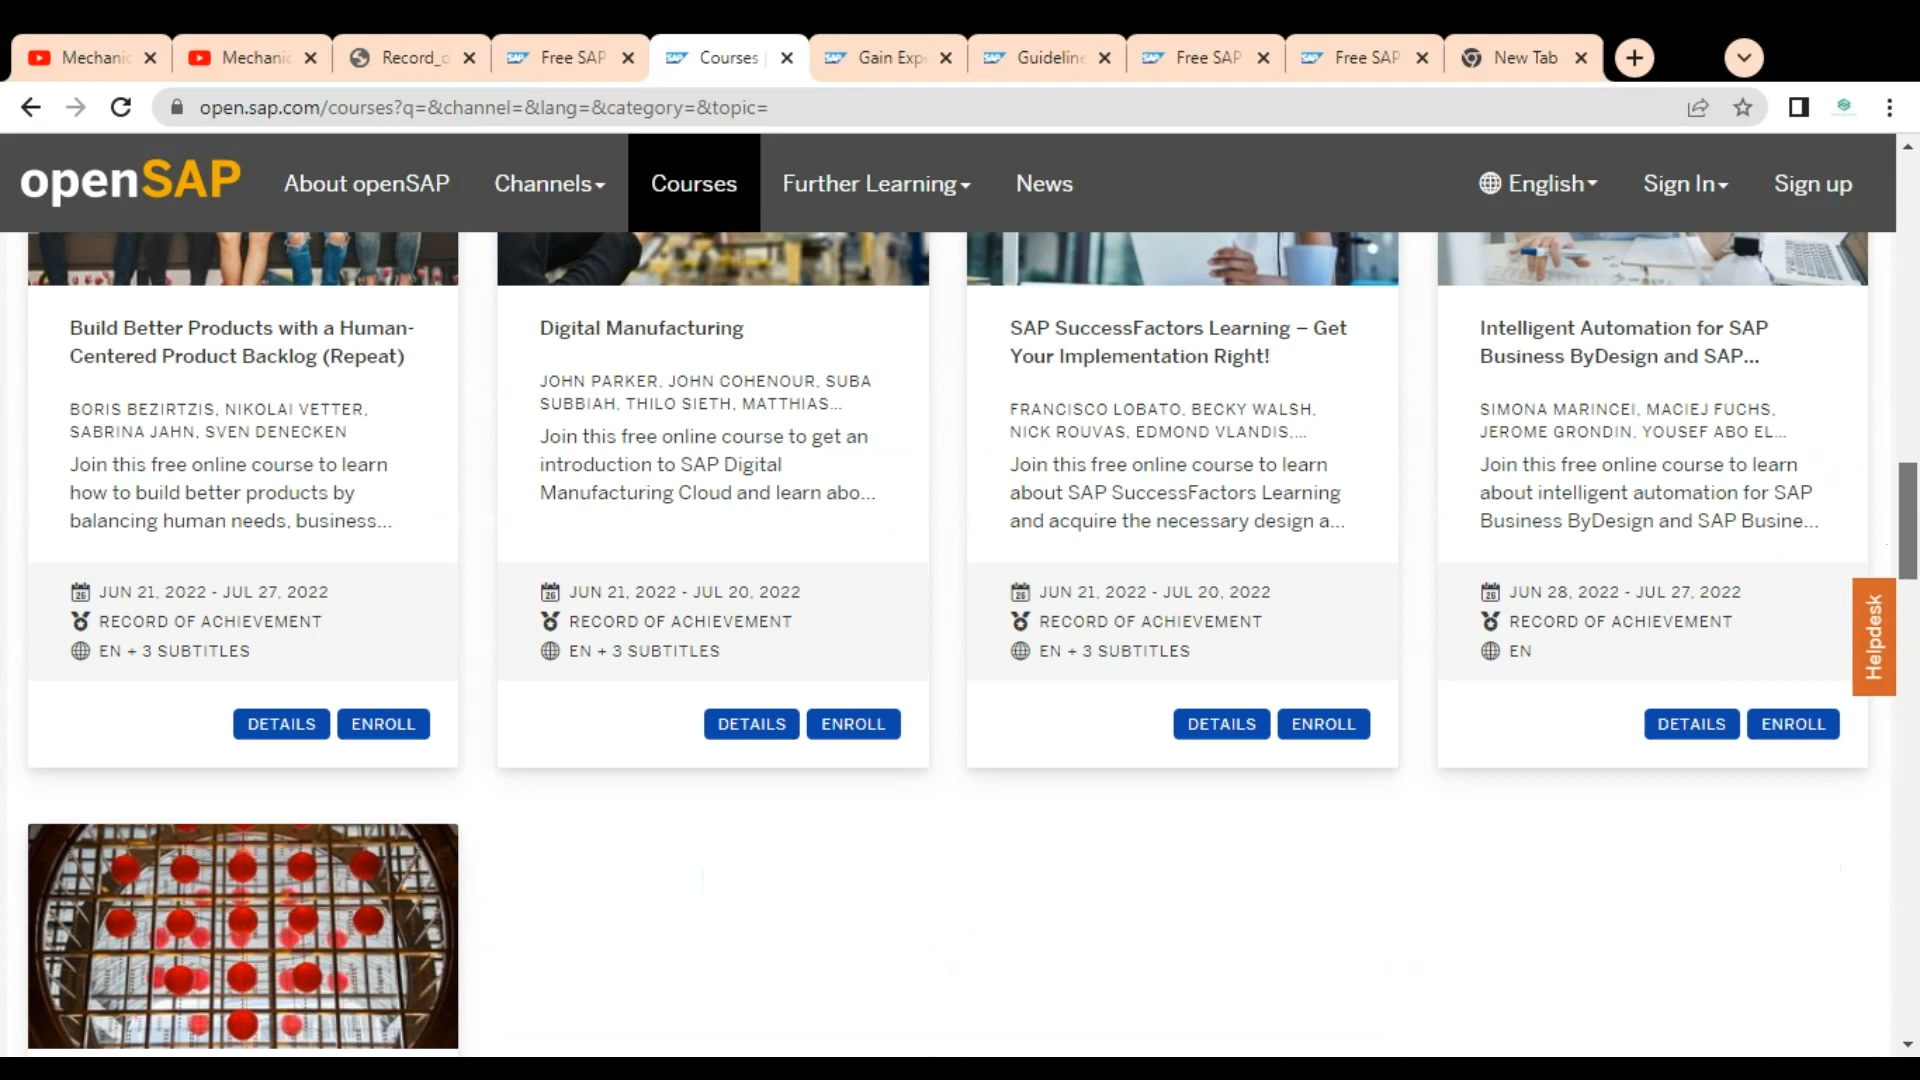 Mechanic
Mechanic
Record_o
Free SAP
Courses |
Gain Exp
Guideline
Free SAP
Free SAP
New Tab
open.sap.com/courses?q=&channel=&lang=&category=&topic=
openSAP
About openSAP
Channels
Courses
Further Learning
News
English
Sign In
Sign up
Build Better Products with a Human-
Centered Product Backlog (Repeat)
BORIS BEZIRTZIS, NIKOLAI VETTER,
SABRINA JAHN, SVEN DENECKEN
Join this free online course to learn
how to build better products by
balancing human needs, business...
JUN 21, 2022 - JUL 27, 2022
RECORD OF ACHIEVEMENT
EN + 3 SUBTITLES
DETAILS
ENROLL
Digital Manufacturing
JOHN PARKER, JOHN COHENOUR, SUBA
SUBBIAH, THILO SIETH, MATTHIAS...
Join this free online course to get an
introduction to SAP Digital
Manufacturing Cloud and learn abo...
JUN 21, 2022 - JUL 20, 2022
RECORD OF ACHIEVEMENT
EN + 3 SUBTITLES
DETAILS
ENROLL
SAP SuccessFactors Learning – Get
Your Implementation Right!
FRANCISCO LOBATO, BECKY WALSH,
NICK ROUVAS, EDMOND VLANDIS,...
Join this free online course to learn
about SAP SuccessFactors Learning
and acquire the necessary design a...
JUN 21, 2022 - JUL 20, 2022
RECORD OF ACHIEVEMENT
EN + 3 SUBTITLES
DETAILS
ENROLL
Intelligent Automation for SAP
Business ByDesign and SAP...
SIMONA MARINCEI, MACIEJ FUCHS,
JEROME GRONDIN, YOUSEF ABO EL...
Join this free online course to learn
about intelligent automation for SAP
Business ByDesign and SAP Busine...
JUN 28, 2022 - JUL 27, 2022
RECORD OF ACHIEVEMENT
EN
DETAILS
ENROLL
Helpdesk